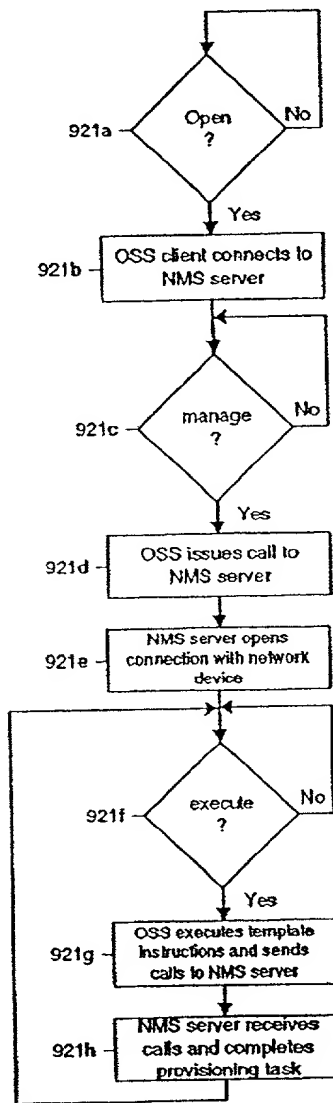 Open
?
No
921a
Yes
OSS client connects to
NMS server
921b
manage
?
No
921c
Yes
OSS issues call to
NMS server
921d
NMS server opens
connection with network
device
921e
execute
?
No
921f
Yes
OSS executes template
instructions and sends
calls to NMS server
921g
NMS server receives
calls and completes
provisioning task
921h